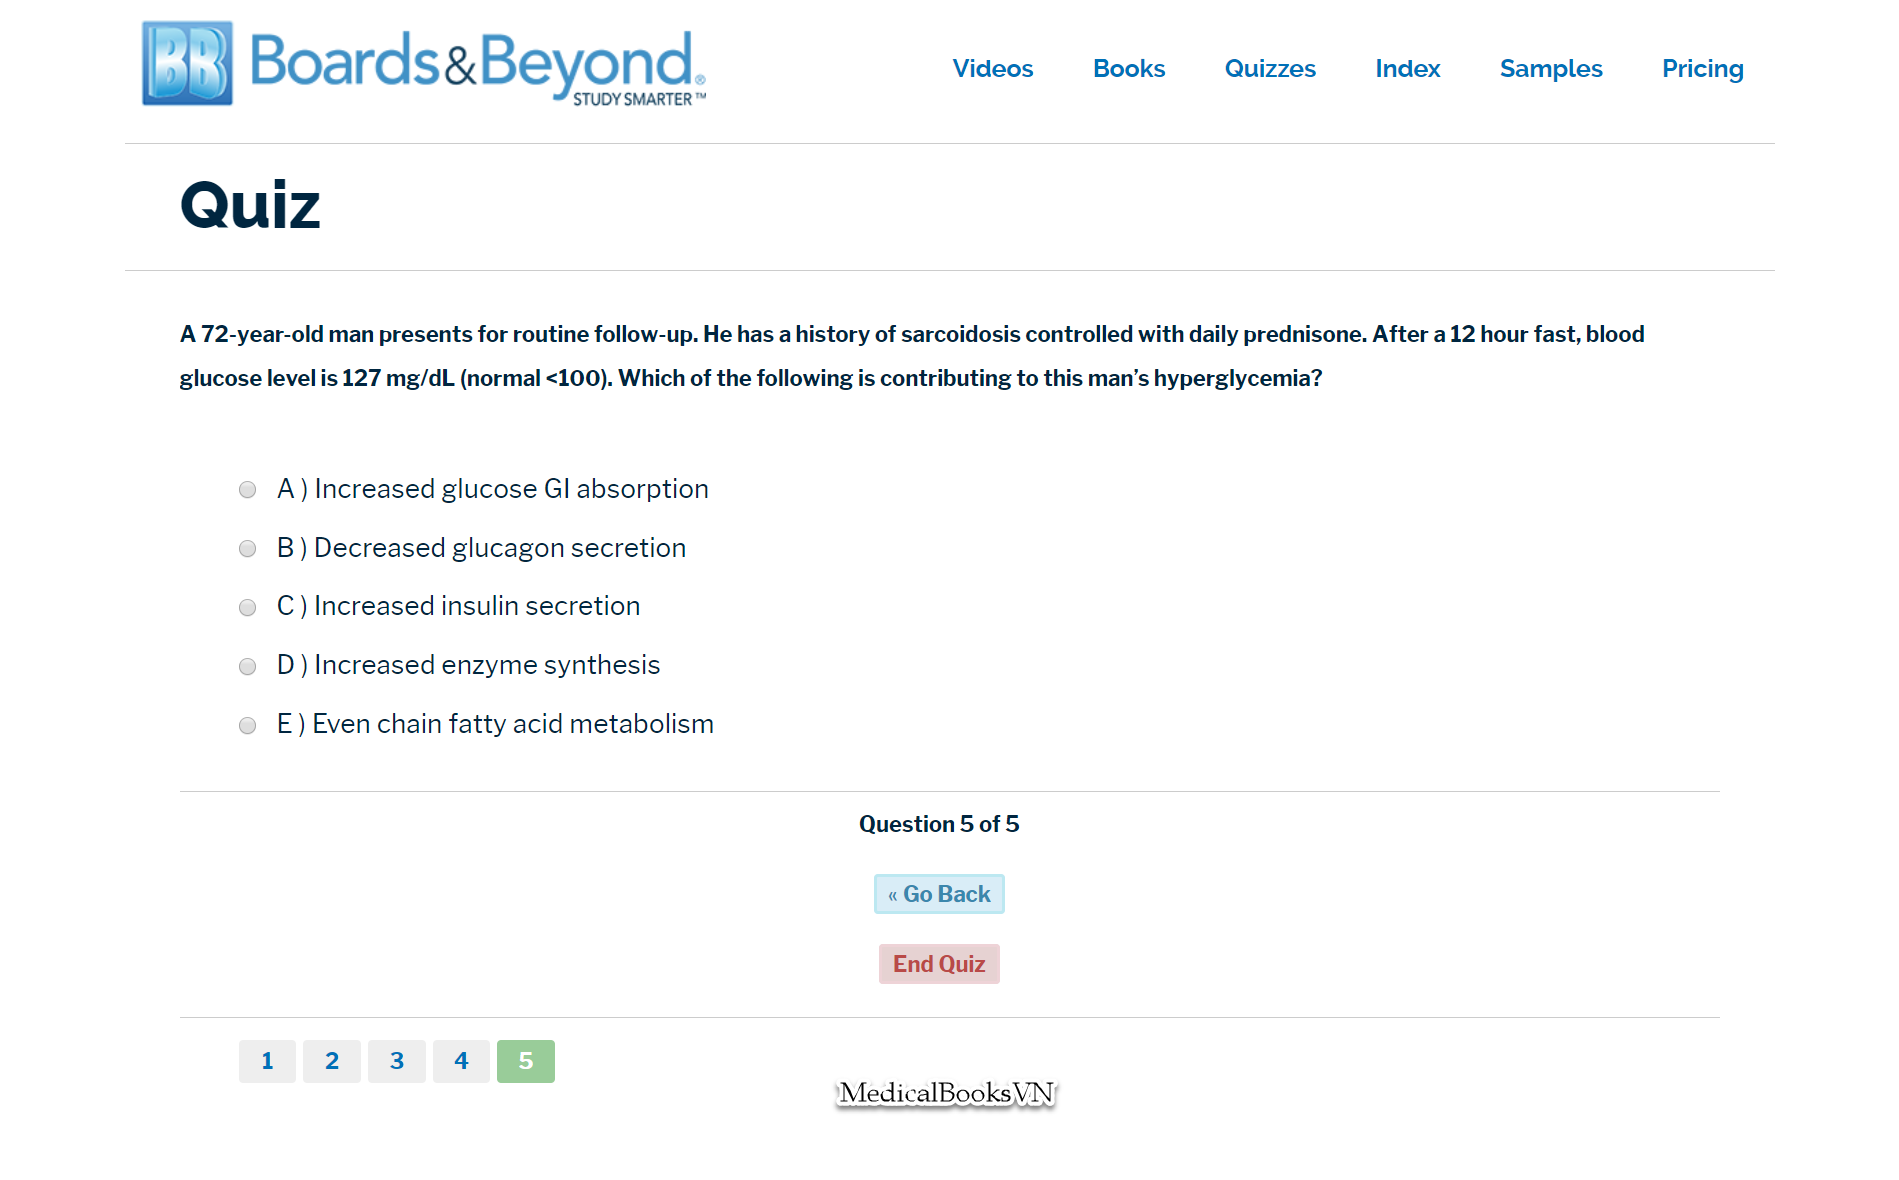 BB Boards&Beyond®
STUDY SMARTER™
Videos Books Quizzes Index Samples Pricing
Quiz
A 72-year-old man presents for routine follow-up. He has a history of sarcoidosis controlled with daily prednisone. After a 12 hour fast, blood
glucose level is 127 mg/dL (normal <100). Which of the following is contributing to this man’s hyperglycemia?
A ) Increased glucose GI absorption
B ) Decreased glucagon secretion
C ) Increased insulin secretion
D ) Increased enzyme synthesis
E ) Even chain fatty acid metabolism
Question 5 of 5
« Go Back
End Quiz
1 2 3 4 5
MedicalBooksVN